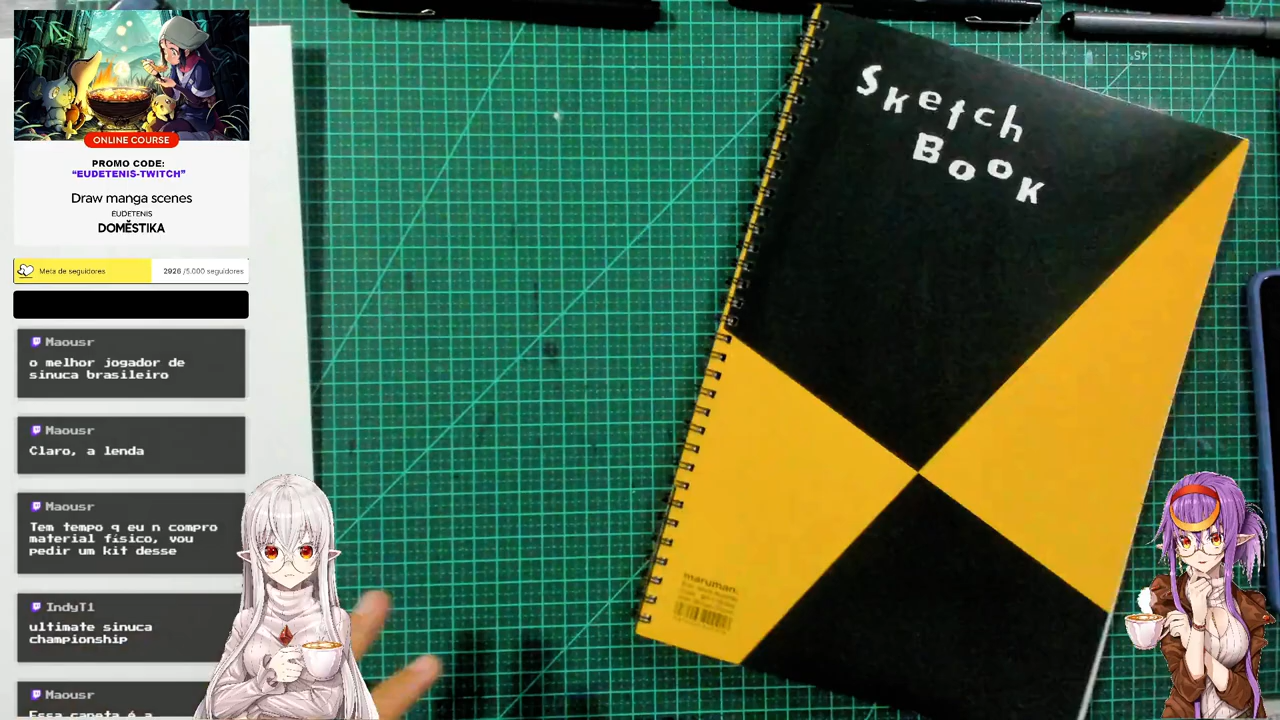 ONLINE COURSE
PROMO CODE:
“EUDETENIS-TWITCH”
Draw manga scenes
EUDETENIS
DOMĚSTIKA
Meta de seguidores
2926 /5.000 seguidores
Maousr
o melhor jogador de
sinuca brasileiro
Maousr
Claro, a lenda
Maousr
Tem tempo q eu n compro
material físico, vou
pedir um kit desse
IndyT1
ultimate sinuca
championship
Maousr
Sketch
Book
maruman
45°